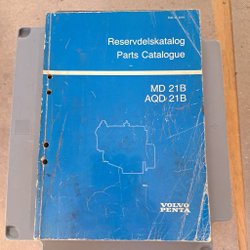 Reservdelskatalog
Parts Catalogue
MD 21B
AQD 21B
VOLVO
PENTA